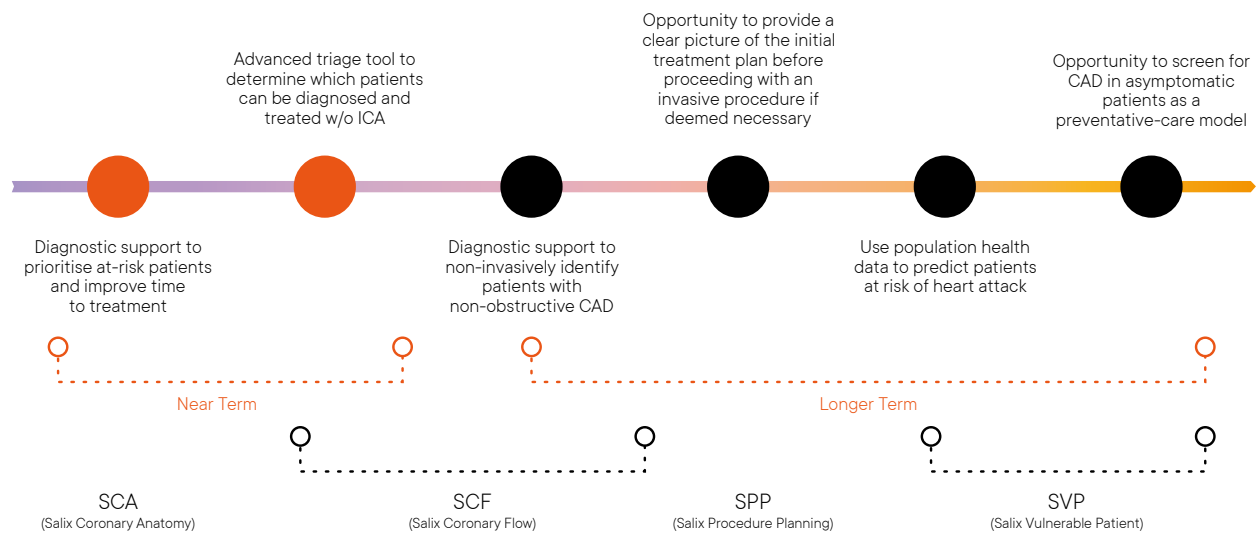 Advanced triage tool to
determine which patients
can be diagnosed and
treated w/o ICA
Opportunity to provide a
clear picture of the initial
treatment plan before
proceeding with an
invasive procedure if
deemed necessary
Opportunity to screen for
CAD in asymptomatic
patients as a
preventative-care model
Diagnostic support to
prioritise at-risk patients
and improve time
to treatment
Diagnostic support to
non-invasively identify
patients with
non-obstructive CAD
Use population health
data to predict patients
at risk of heart attack
Near Term
Longer Term
SCA
(Salix Coronary Anatomy)
SCF
(Salix Coronary Flow)
SPP
(Salix Procedure Planning)
SVP
(Salix Vulnerable Patient)